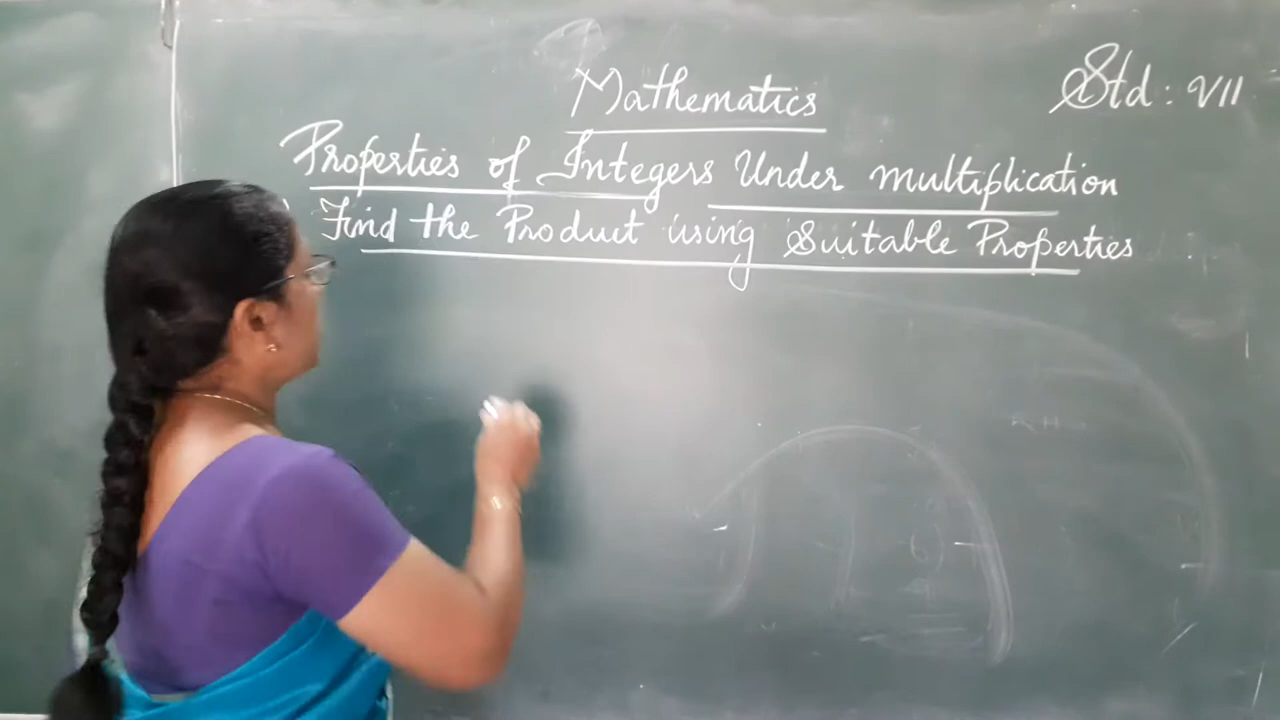 Mathematics
Std: VII
Properties of Integers Under multiplication
Find the Product using Suitable Properties